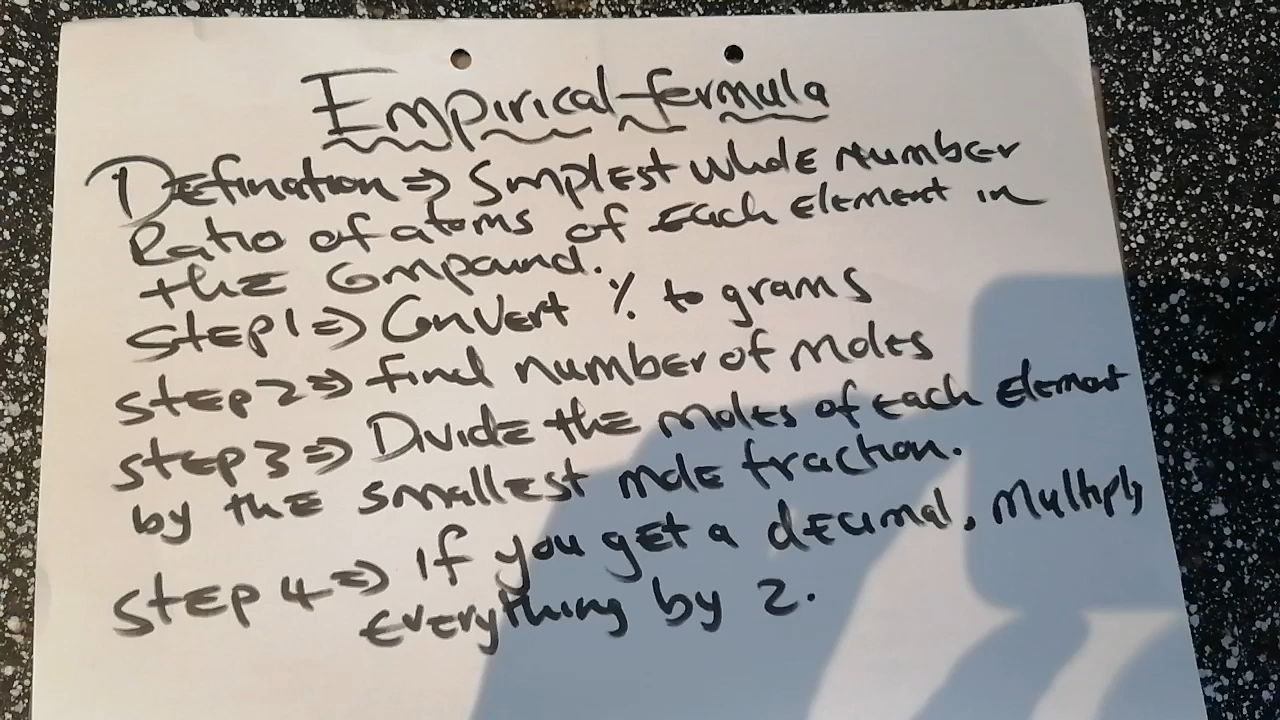 Empirical formula
Defination ⇒ Simplest whole number
Ratio of atoms of each element in
the compound.
Step 1 ⇒ Convert % to grams
Step 2 ⇒ find number of moles
Step 3 ⇒ Divide the moles of each element
by the smallest mole fraction.
Step 4 ⇒ If you get a decimal, multiply
everything by 2.